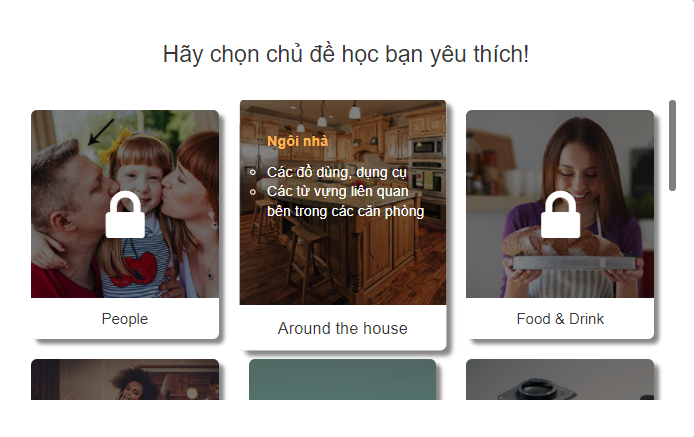 Hãy chọn chủ đề học bạn yêu thích!
Ngôi nhà
Các đồ dùng, dụng cụ
Các từ vựng liên quan
bên trong các căn phòng
People
Around the house
Food & Drink